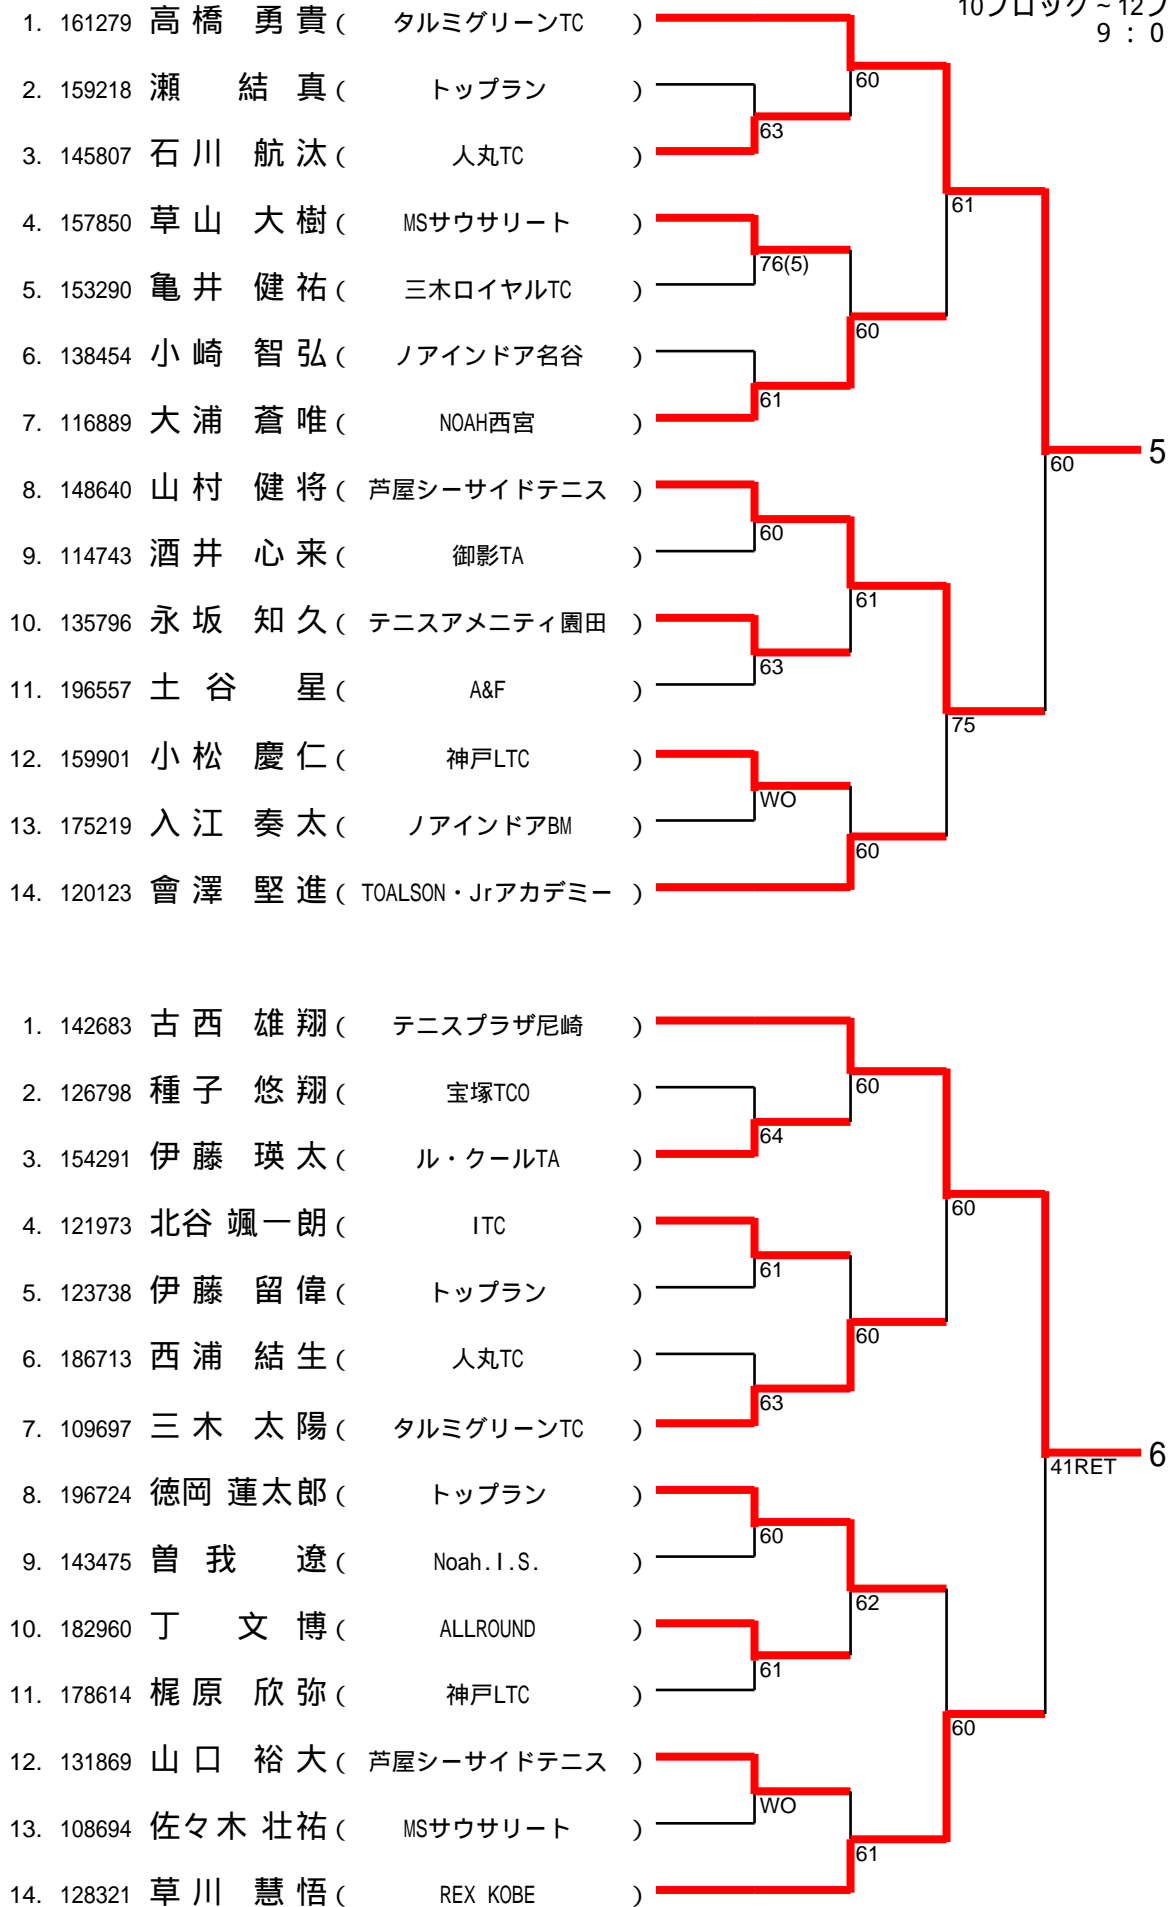 10ブロック～12ブ
9：0
1. 161279 高橋 勇貴 ( タルミグリーンTC )
60
2. 159218 瀬 結真 ( トップラン )
63
3. 145807 石川 航汰 ( 人丸TC )
61
4. 157850 草山 大樹 ( MSサウサリート )
76(5)
5. 153290 亀井 健祐 ( 三木ロイヤルTC )
60
6. 138454 小崎 智弘 ( ノアインドア名谷 )
61
7. 116889 大浦 蒼唯 ( NOAH西宮 )
60 5
8. 148640 山村 健将 ( 芦屋シーサイドテニス )
60
9. 114743 酒井 心来 ( 御影TA )
61
10. 135796 永坂 知久 ( テニスアメニティ園田 )
63
11. 196557 土谷 星 ( A&F )
75
12. 159901 小松 慶仁 ( 神戸LTC )
WO
13. 175219 入江 奏太 ( ノアインドアBM )
60
14. 120123 會澤 堅進 ( TOALSON・Jrアカデミー )
1. 142683 古西 雄翔 ( テニスプラザ尼崎 )
60
2. 126798 種子 悠翔 ( 宝塚TCO )
64
3. 154291 伊藤 瑛太 ( ル・クールTA )
60
4. 121973 北谷 颯一朗 ( ITC )
61
5. 123738 伊藤 留偉 ( トップラン )
60
6. 186713 西浦 結生 ( 人丸TC )
63
7. 109697 三木 太陽 ( タルミグリーンTC )
41RET 6
8. 196724 徳岡 蓮太郎 ( トップラン )
60
9. 143475 曽我 遼 ( Noah.I.S. )
62
10. 182960 丁 文博 ( ALLROUND )
61
11. 178614 梶原 欣弥 ( 神戸LTC )
60
12. 131869 山口 裕大 ( 芦屋シーサイドテニス )
WO
13. 108694 佐々木 壮祐 ( MSサウサリート )
61
14. 128321 草川 慧悟 ( REX KOBE )